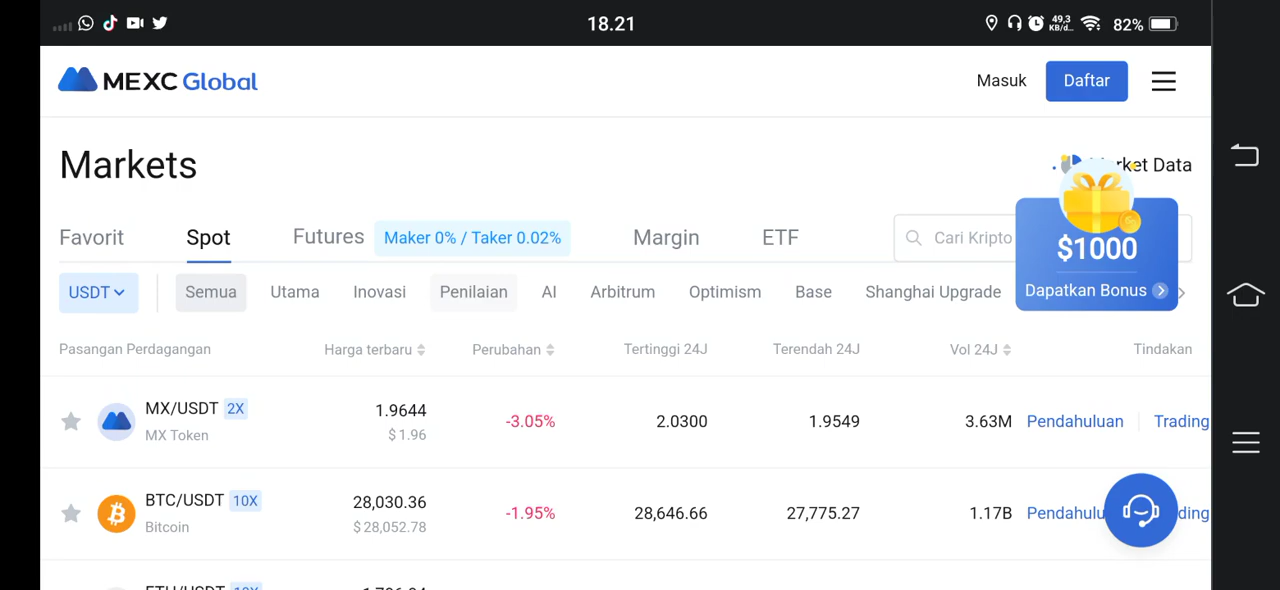 18.21
49,3
KB/d...
82%
MEXC Global
Masuk
Daftar
Markets
rket Data
Favorit
Spot
Futures
Maker 0% / Taker 0.02%
Margin
ETF
Cari Kripto
$1000
Dapatkan Bonus
USDT
Semua
Utama
Inovasi
Penilaian
AI
Arbitrum
Optimism
Base
Shanghai Upgrade
Pasangan Perdagangan
Harga terbaru
Perubahan
Tertinggi 24J
Terendah 24J
Vol 24J
Tindakan
MX/USDT 2X
MX Token
1.9644
$ 1.96
-3.05%
2.0300
1.9549
3.63M
Pendahuluan
Trading
BTC/USDT 10X
Bitcoin
28,030.36
$ 28,052.78
-1.95%
28,646.66
27,775.27
1.17B
Pendahulu
ding